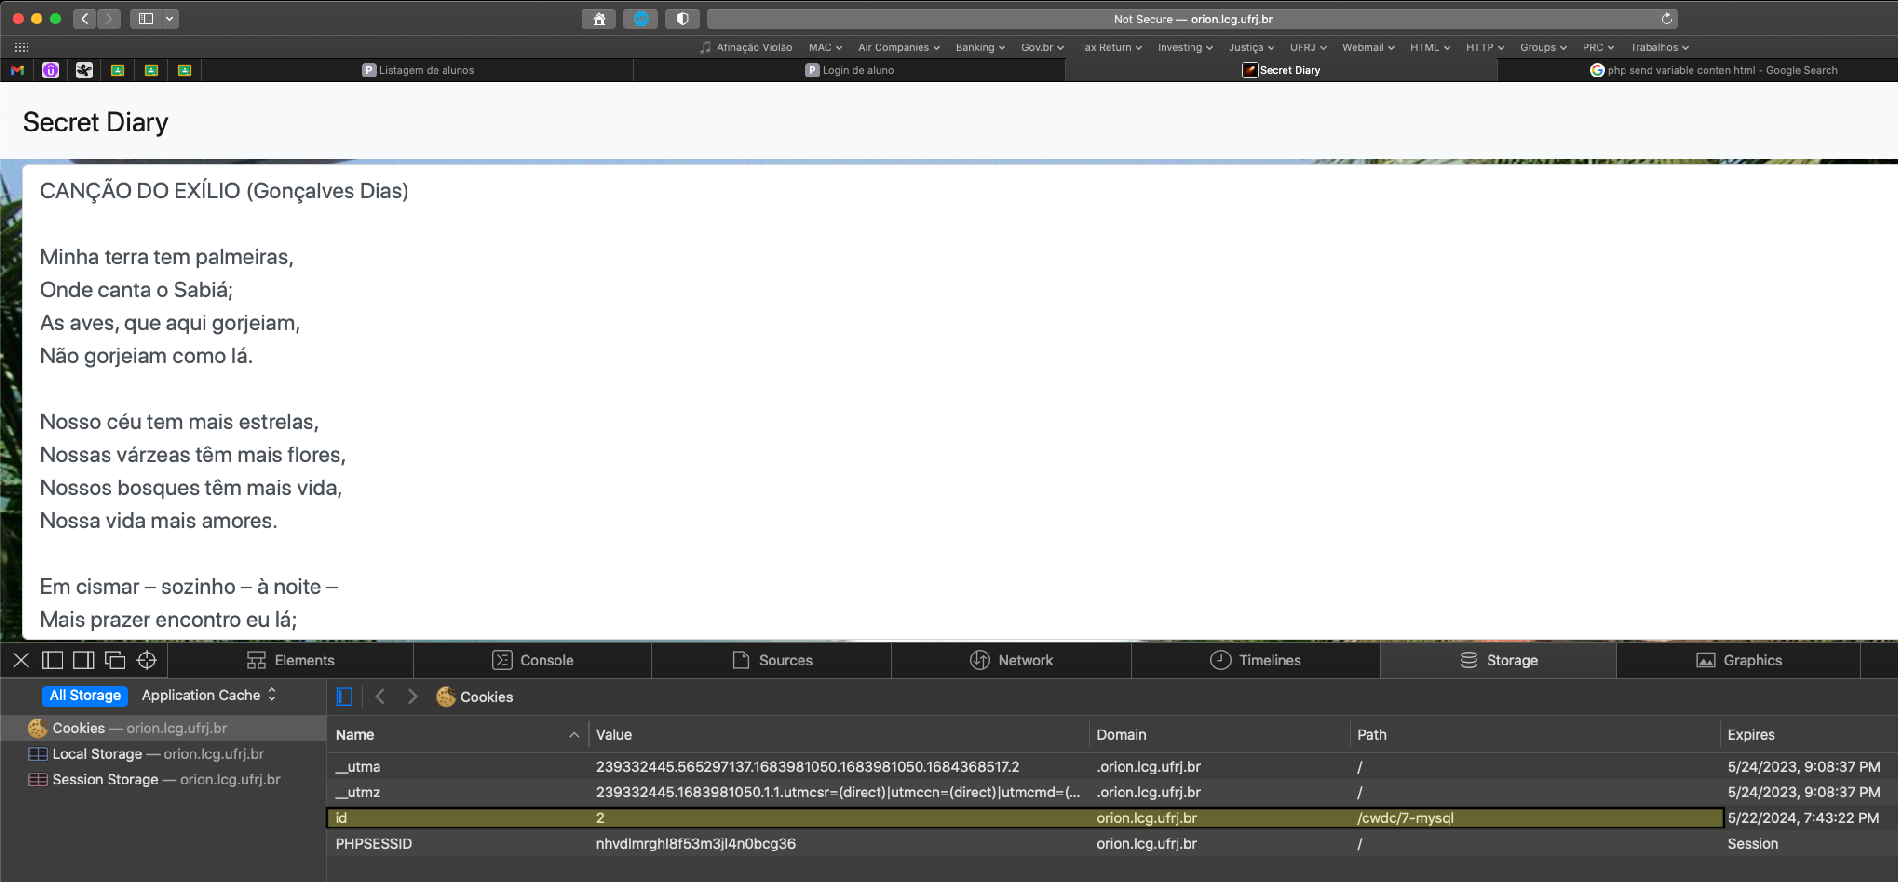 Not Secure — orion.lcg.ufrj.br
Afinação Violão MAC Air Companies Banking Gov.br Tax Return Investing Justiça UFRJ Webmail HTML HTTP Groups PRC Trabalhos
Listagem de alunos
Login de aluno
Secret Diary
php send variable conten html - Google Search
Secret Diary
CANÇÃO DO EXÍLIO (Gonçalves Dias)
Minha terra tem palmeiras,
Onde canta o Sabiá;
As aves, que aqui gorjeiam,
Não gorjeiam como lá.
Nosso céu tem mais estrelas,
Nossas várzeas têm mais flores,
Nossos bosques têm mais vida,
Nossa vida mais amores.
Em cismar – sozinho – à noite –
Mais prazer encontro eu lá;
Elements Console Sources Network Timelines Storage Graphics
All Storage Application Cache
Cookies
Cookies — orion.lcg.ufrj.br
Local Storage — orion.lcg.ufrj.br
Session Storage — orion.lcg.ufrj.br
Name Value Domain Path Expires
__utma 239332445.565297137.1683981050.1683981050.1684368517.2 .orion.lcg.ufrj.br / 5/24/2023, 9:08:37 PM
__utmz 239332445.1683981050.1.1.utmcsr=(direct)|utmccn=(direct)|utmcmd=(... .orion.lcg.ufrj.br / 5/24/2023, 9:08:37 PM
id 2 orion.lcg.ufrj.br /cwdc/7-mysql 5/22/2024, 7:43:22 PM
PHPSESSID nhvdlmrghl8f53m3jl4n0bcg36 orion.lcg.ufrj.br / Session